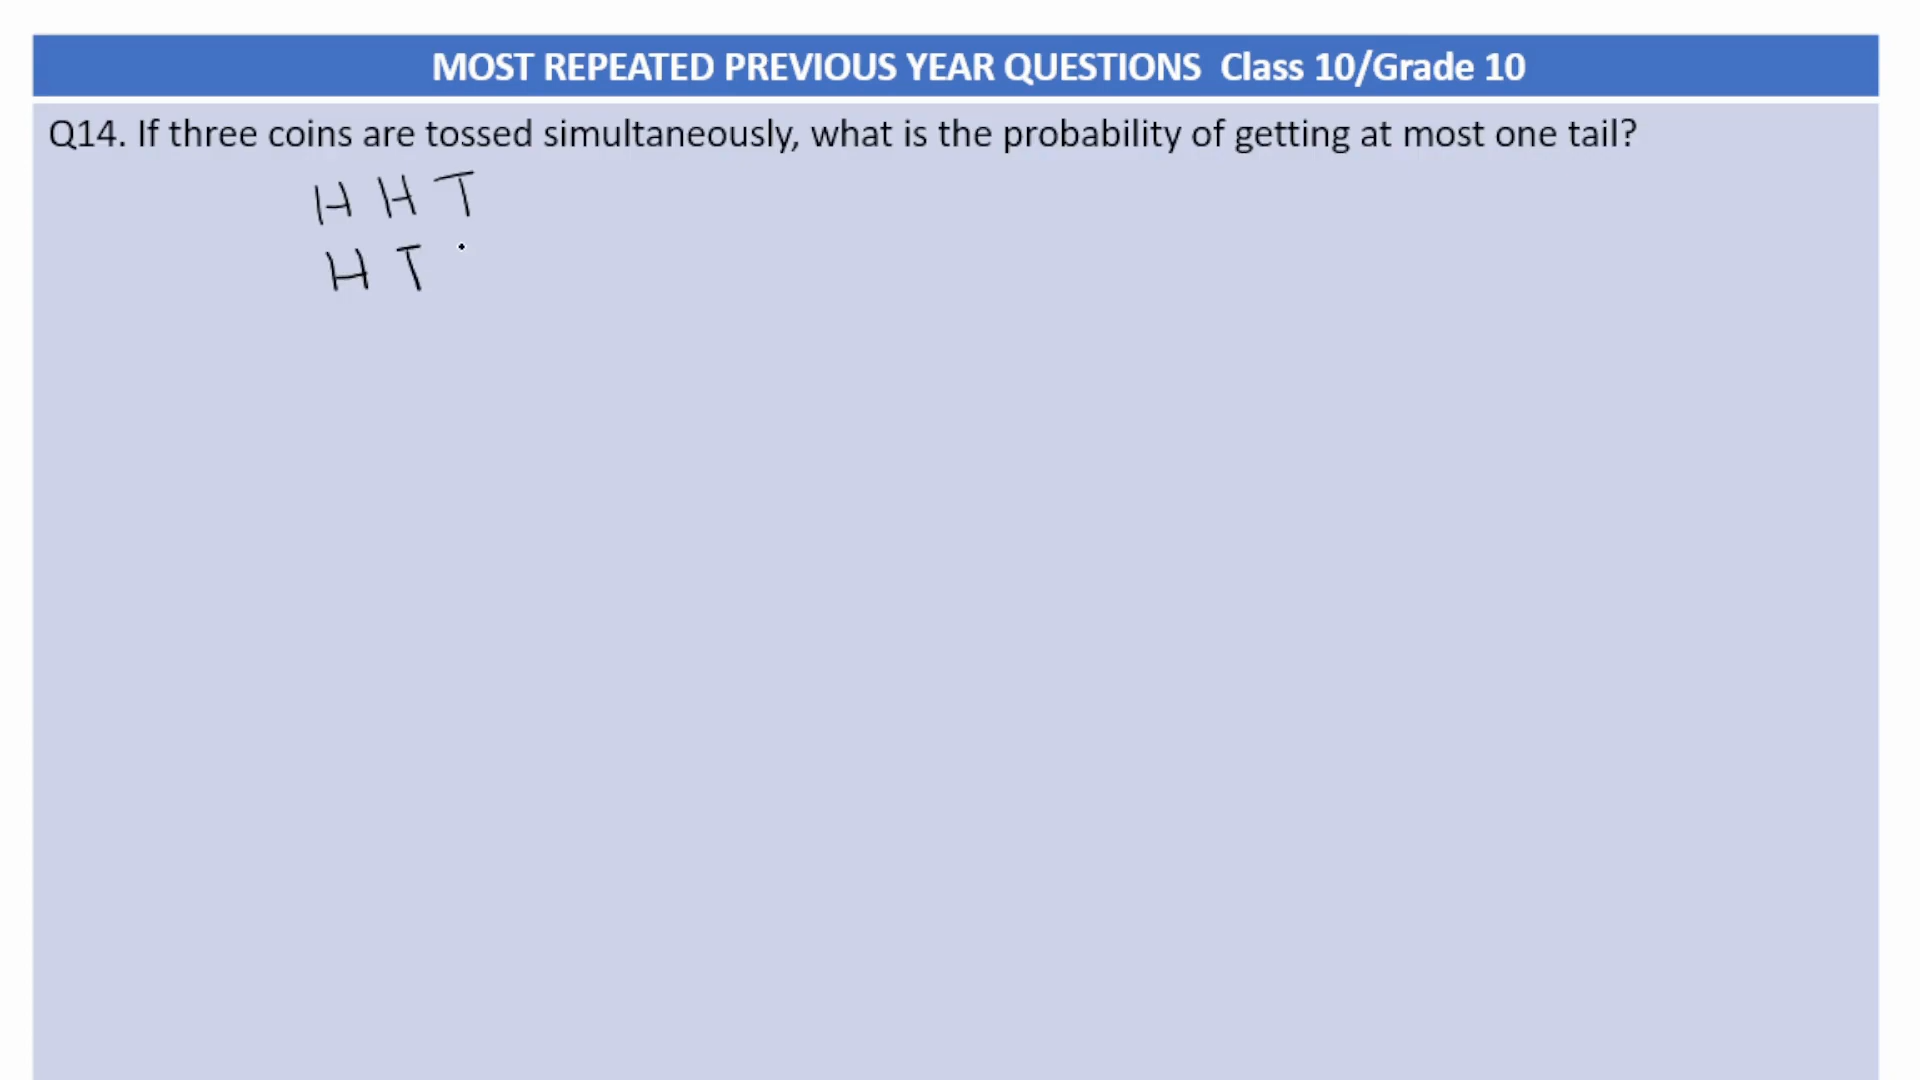 MOST REPEATED PREVIOUS YEAR QUESTIONS Class 10/Grade 10
Q14. If three coins are tossed simultaneously, what is the probability of getting at most one tail?
H H T
H T